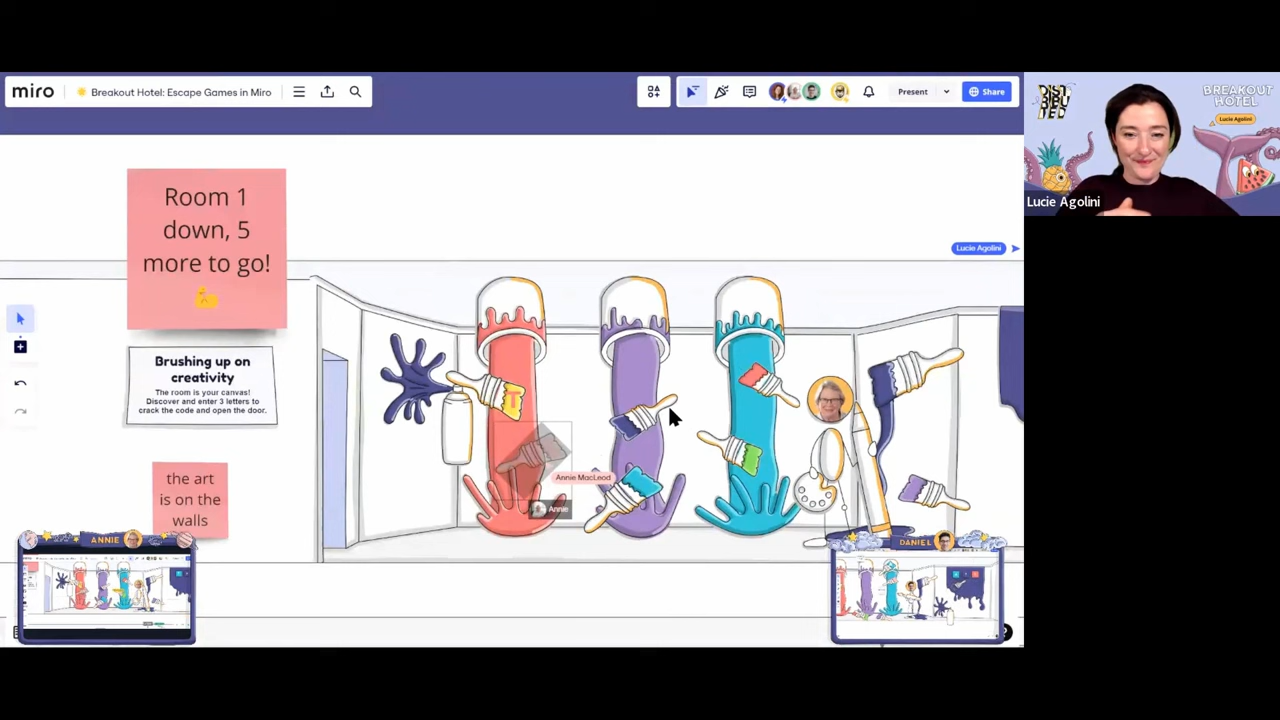 miro
Breakout Hotel: Escape Games in Miro
Present
Share
DIST
RIBU
TED
BREAKOUT
HOTEL
Lucie Agolini
Lucie Agolini
Room 1
down, 5
more to go!
💪
Lucie Agolini
Brushing up on
creativity
The room is your canvas!
Discover and enter 3 letters to
crack the code and open the door.
T
Annie MacLeod
Annie
the art
is on the
walls
ANNIE
DANIEL